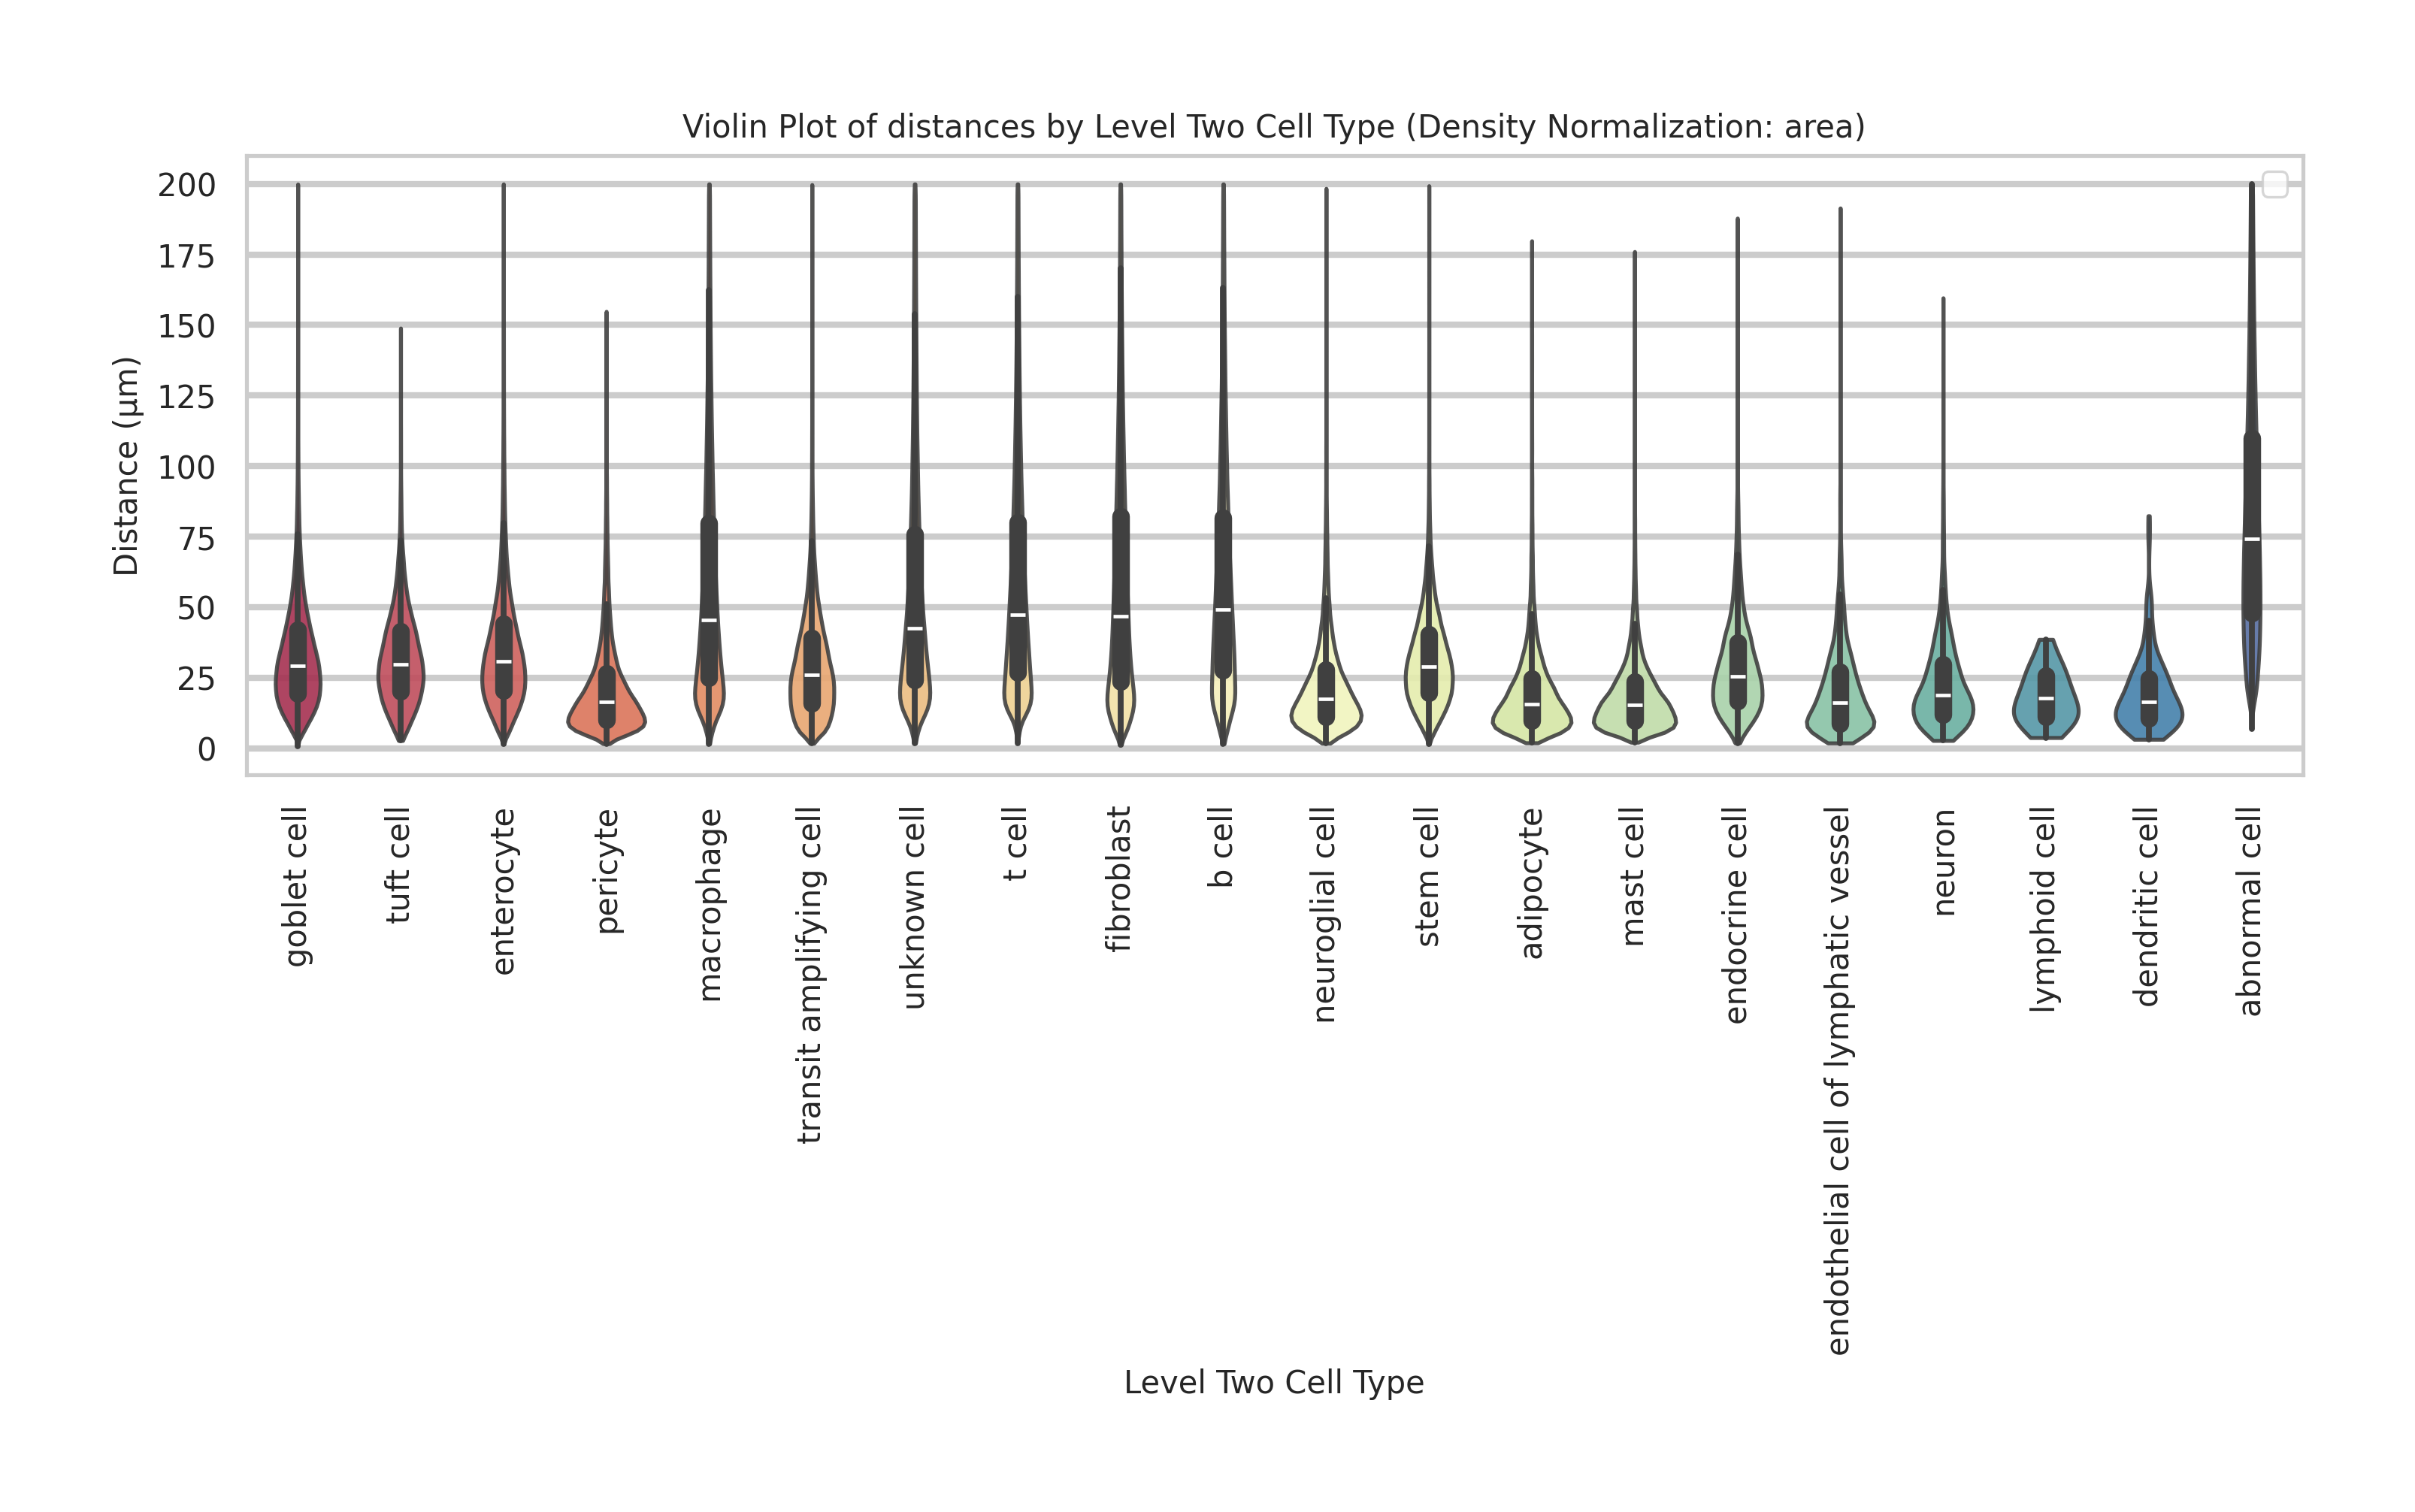 Violin Plot of distances by Level Two Cell Type (Density Normalization: area)
Distance (μm)
200
175
150
125
100
75
50
25
0
goblet cell
tuft cell
enterocyte
pericyte
macrophage
transit amplifying cell
unknown cell
t cell
fibroblast
b cell
neuroglial cell
stem cell
adipocyte
mast cell
endocrine cell
endothelial cell of lymphatic vessel
neuron
lymphoid cell
dendritic cell
abnormal cell
Level Two Cell Type